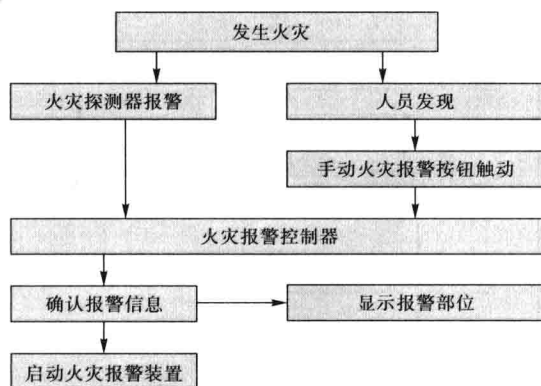 发生火灾
火灾探测器报警
人员发现
手动火灾报警按钮触动
火灾报警控制器
确认报警信息
显示报警部位
启动火灾报警装置